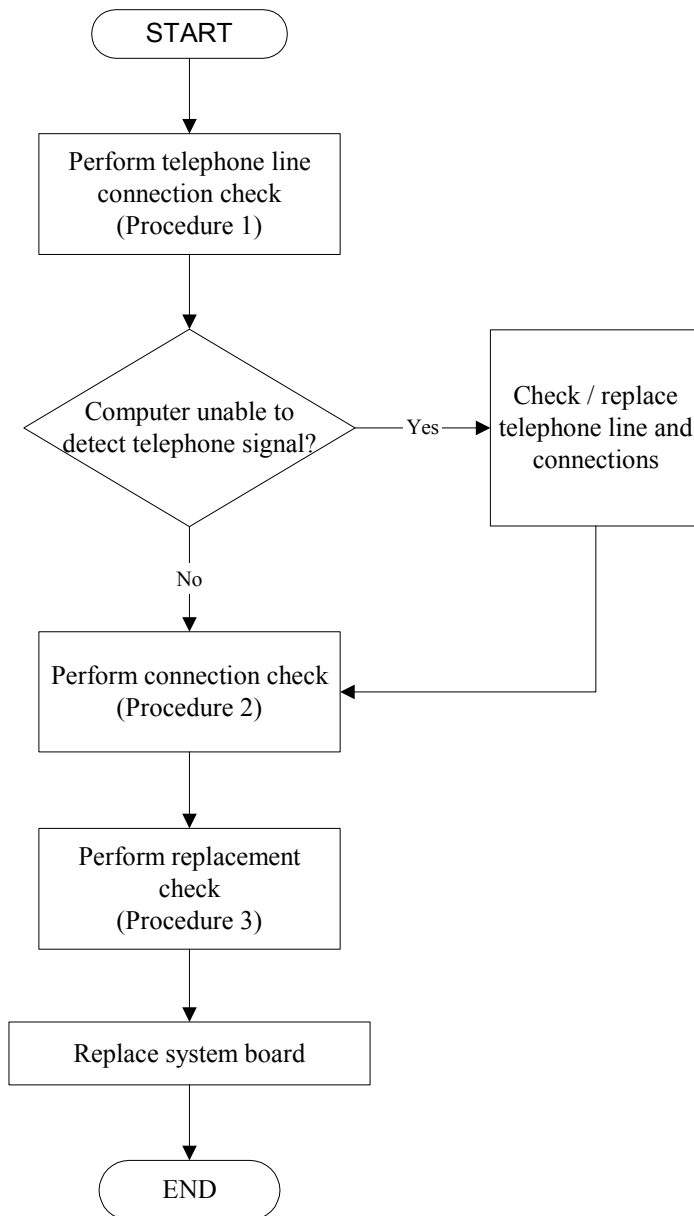 START
Perform telephone line
connection check
(Procedure 1)
Computer unable to
detect telephone signal?
Yes
Check / replace
telephone line and
connections
No
Perform connection check
(Procedure 2)
Perform replacement
check
(Procedure 3)
Replace system board
END